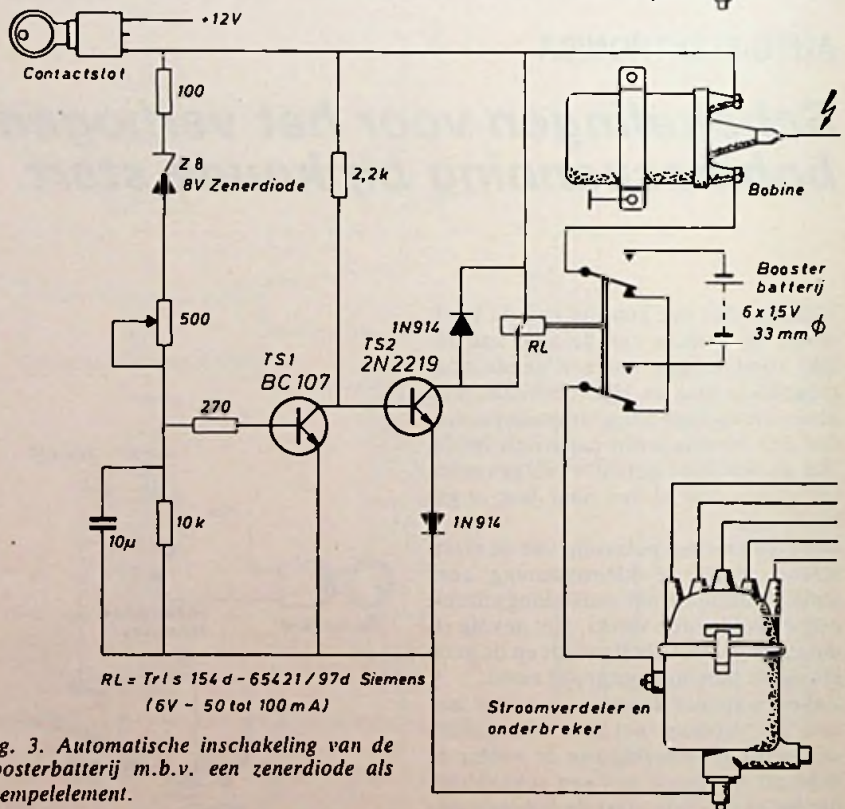 +12V
Contactslot
100
Z 8
8V Zenerdiode
2,2k
Bobine
500
1N914
RL
Booster
batterij
6 x 1,5V
33 mm ϕ
TS1
BC 107
TS2
2N2219
270
10µ
10k
1N914
RL = Trls 154 d - 65421/97d Siemens
(6V - 50 tot 100 mA)
Stroomverdeler en
onderbreker
g. 3. Automatische inschakeling van de
oosterbatterij m.b.v. een zenerdiode als
empelelement.